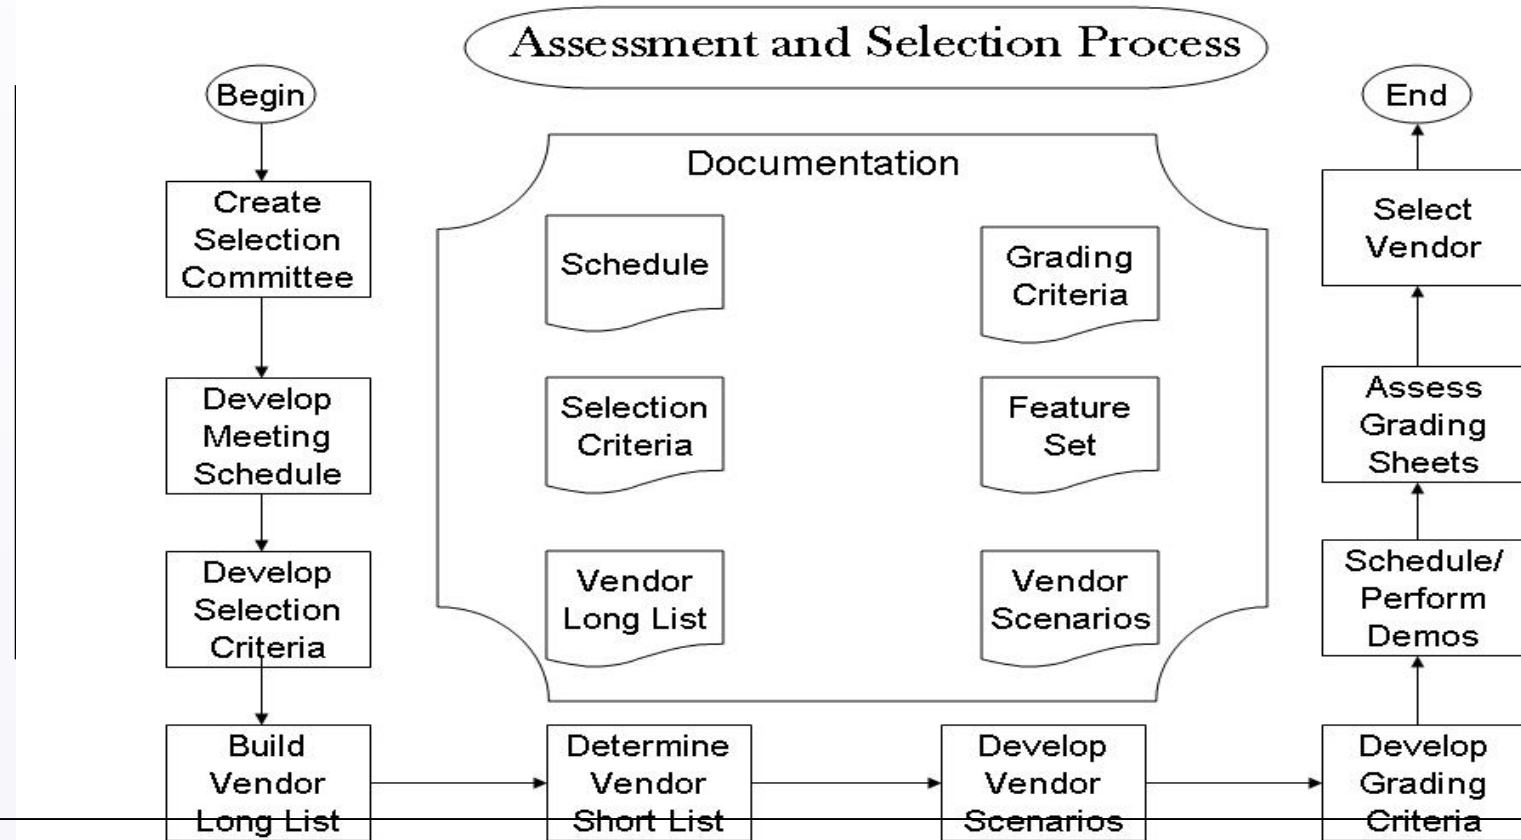 Assessment and Selection Process
Begin
Create
Selection
Committee
Develop
Meeting
Schedule
Develop
Selection
Criteria
Build
Vendor
Long List
Determine
Vendor
Short List
Develop
Vendor
Scenarios
Develop
Grading
Criteria
Schedule/
Perform
Demos
Assess
Grading
Sheets
Select
Vendor
End
Documentation
Schedule
Selection
Criteria
Vendor
Long List
Grading
Criteria
Feature
Set
Vendor
Scenarios